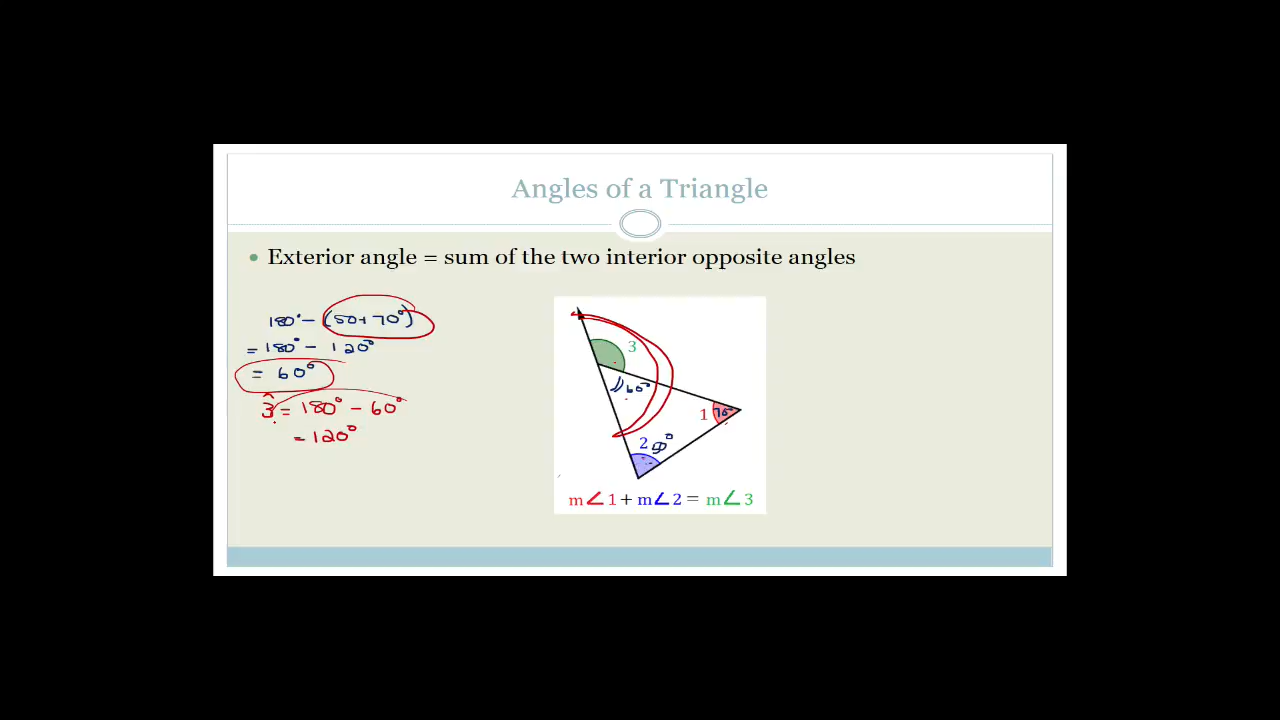 Angles of a Triangle
Exterior angle = sum of the two interior opposite angles
180° - (50 + 70°)
= 180° - 120°
= 60°
3̂ = 180° - 60°
= 120°
3
60°
1 70°
2 50°
m∠1 + m∠2 = m∠3